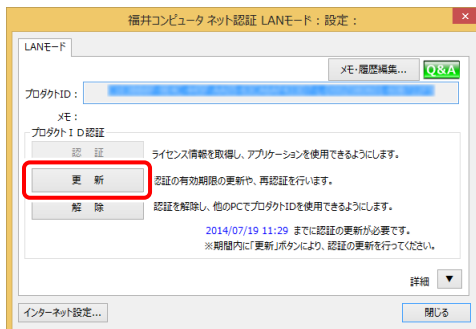 福井コンピュータ ネット認証 LANモード：設定：
LANモード
メモ・履歴編集...
Q&A
プロダクトID：
メモ：
プロダクトＩＤ認証
認　証
ライセンス情報を取得し、アプリケーションを使用できるようにします。
更　新
認証の有効期限の更新や、再認証を行います。
解　除
認証を解除し、他のPCでプロダクトIDを使用できるようにします。
2014/07/19 11:29 までに認証の更新が必要です。
※期間内に「更新」ボタンにより、認証の更新を行ってください。
詳細 ▼
インターネット設定...
閉じる